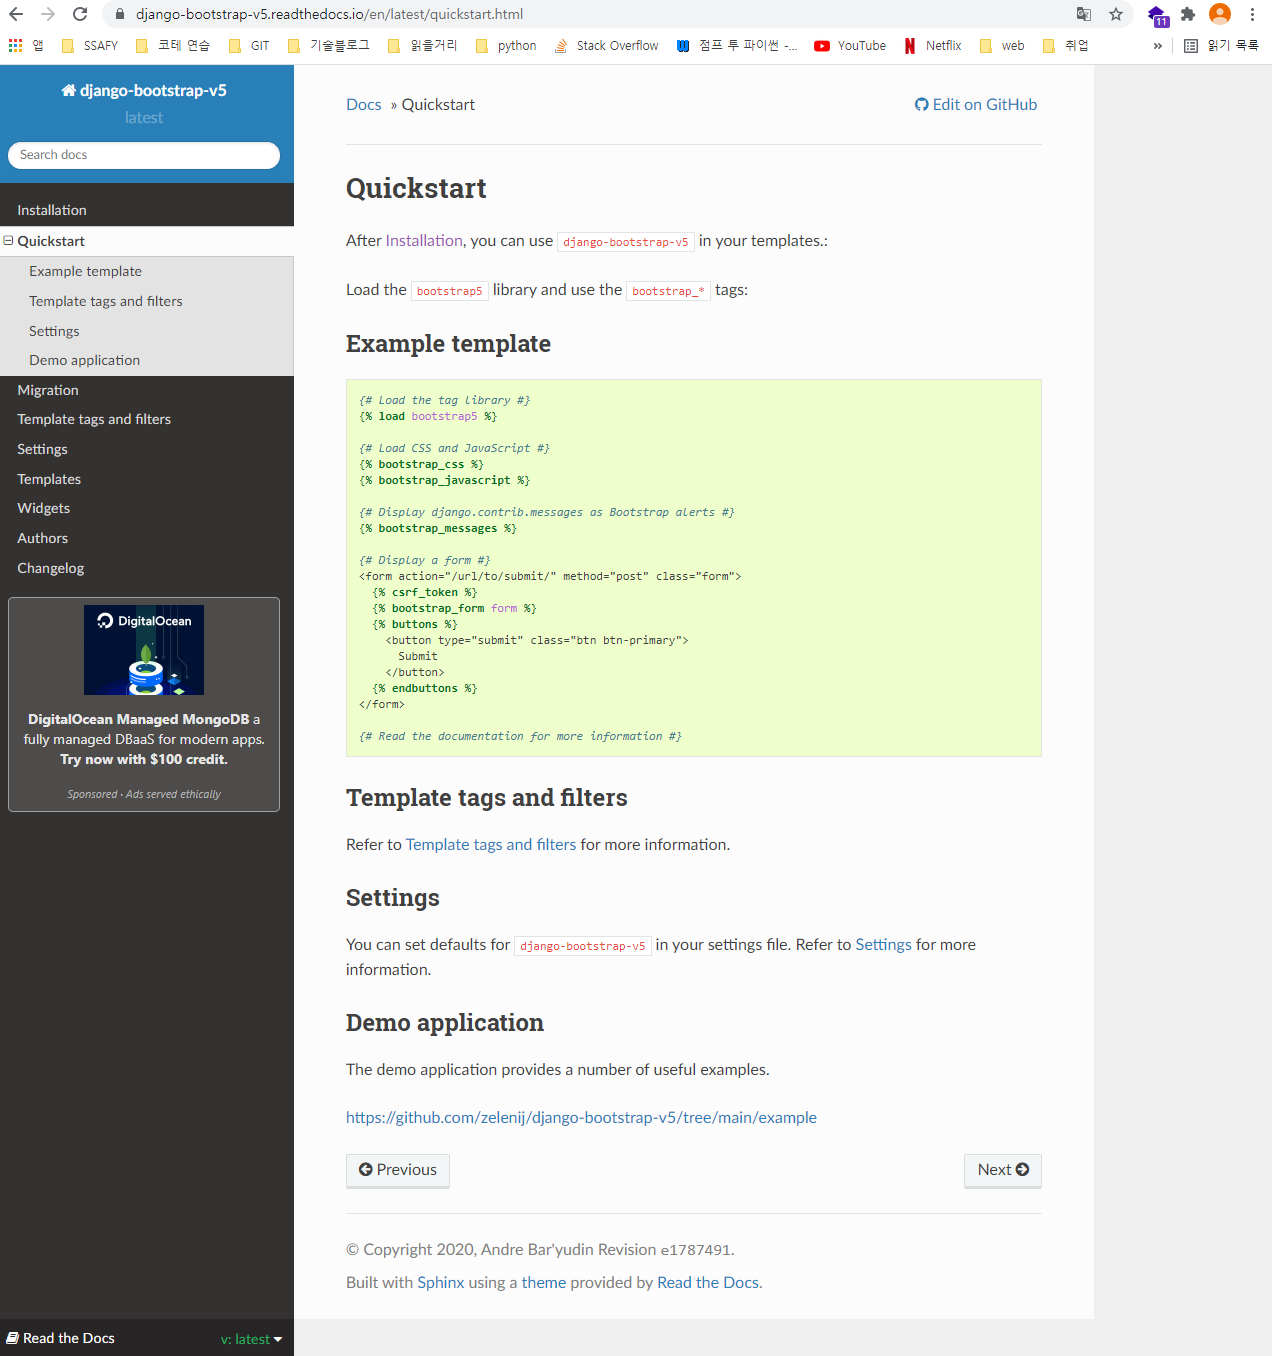 django-bootstrap-v5.readthedocs.io/en/latest/quickstart.html
11
앱 SSAFY 코테 연습 GIT 기술블로그 읽을거리 python Stack Overflow 점프 투 파이썬 -... YouTube Netflix web 취업 » 읽기 목록
django-bootstrap-v5
latest
Search docs
Installation
Quickstart
Example template
Template tags and filters
Settings
Demo application
Migration
Template tags and filters
Settings
Templates
Widgets
Authors
Changelog
DigitalOcean
DigitalOcean Managed MongoDB a
fully managed DBaaS for modern apps.
Try now with $100 credit.
Sponsored · Ads served ethically
Read the Docs v: latest
Docs » Quickstart Edit on GitHub
Quickstart
After Installation, you can use django-bootstrap-v5 in your templates.:
Load the bootstrap5 library and use the bootstrap_* tags:
Example template
{# Load the tag library #}
{% load bootstrap5 %}
{# Load CSS and JavaScript #}
{% bootstrap_css %}
{% bootstrap_javascript %}
{# Display django.contrib.messages as Bootstrap alerts #}
{% bootstrap_messages %}
{# Display a form #}
<form action="/url/to/submit/" method="post" class="form">
{% csrf_token %}
{% bootstrap_form form %}
{% buttons %}
<button type="submit" class="btn btn-primary">
Submit
</button>
{% endbuttons %}
</form>
{# Read the documentation for more information #}
Template tags and filters
Refer to Template tags and filters for more information.
Settings
You can set defaults for django-bootstrap-v5 in your settings file. Refer to Settings for more
information.
Demo application
The demo application provides a number of useful examples.
https://github.com/zelenij/django-bootstrap-v5/tree/main/example
Previous Next
© Copyright 2020, Andre Bar'yudin Revision e1787491.
Built with Sphinx using a theme provided by Read the Docs.